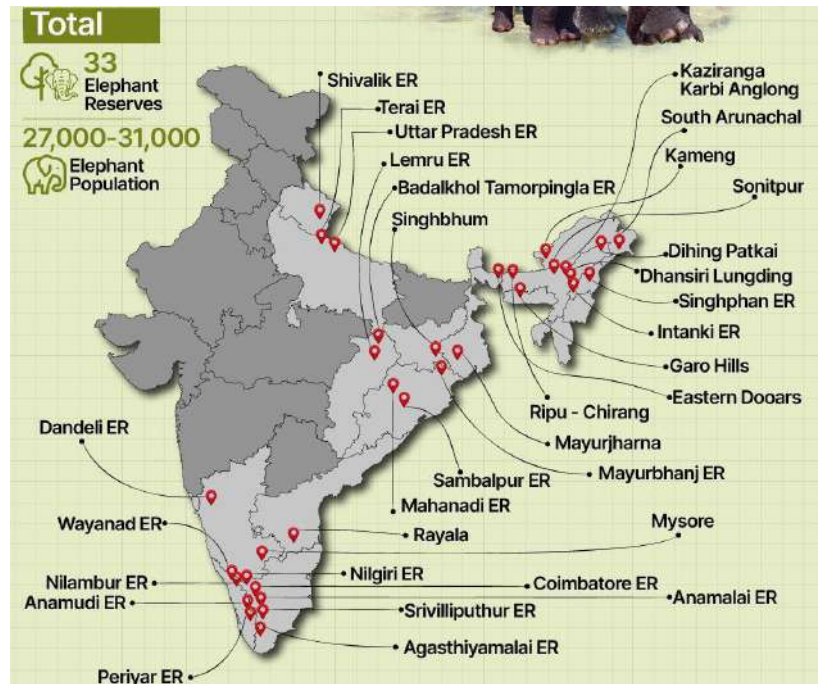 Total
33
Elephant
Reserves
27,000-31,000
Elephant
Population
Shivalik ER
Terai ER
Uttar Pradesh ER
Lemru ER
Badalkhol Tamorpingla ER
Singhbhum
Kaziranga
Karbi Anglong
South Arunachal
Kameng
Sonitpur
Dihing Patkai
Dhansiri Lungding
Singhphan ER
Intanki ER
Garo Hills
Eastern Dooars
Ripu - Chirang
Mayurjharna
Mayurbhanj ER
Sambalpur ER
Mahanadi ER
Rayala
Mysore
Dandeli ER
Wayanad ER
Nilambur ER
Nilgiri ER
Coimbatore ER
Anamudi ER
Anamalai ER
Srivilliputhur ER
Agasthiyamalai ER
Periyar ER